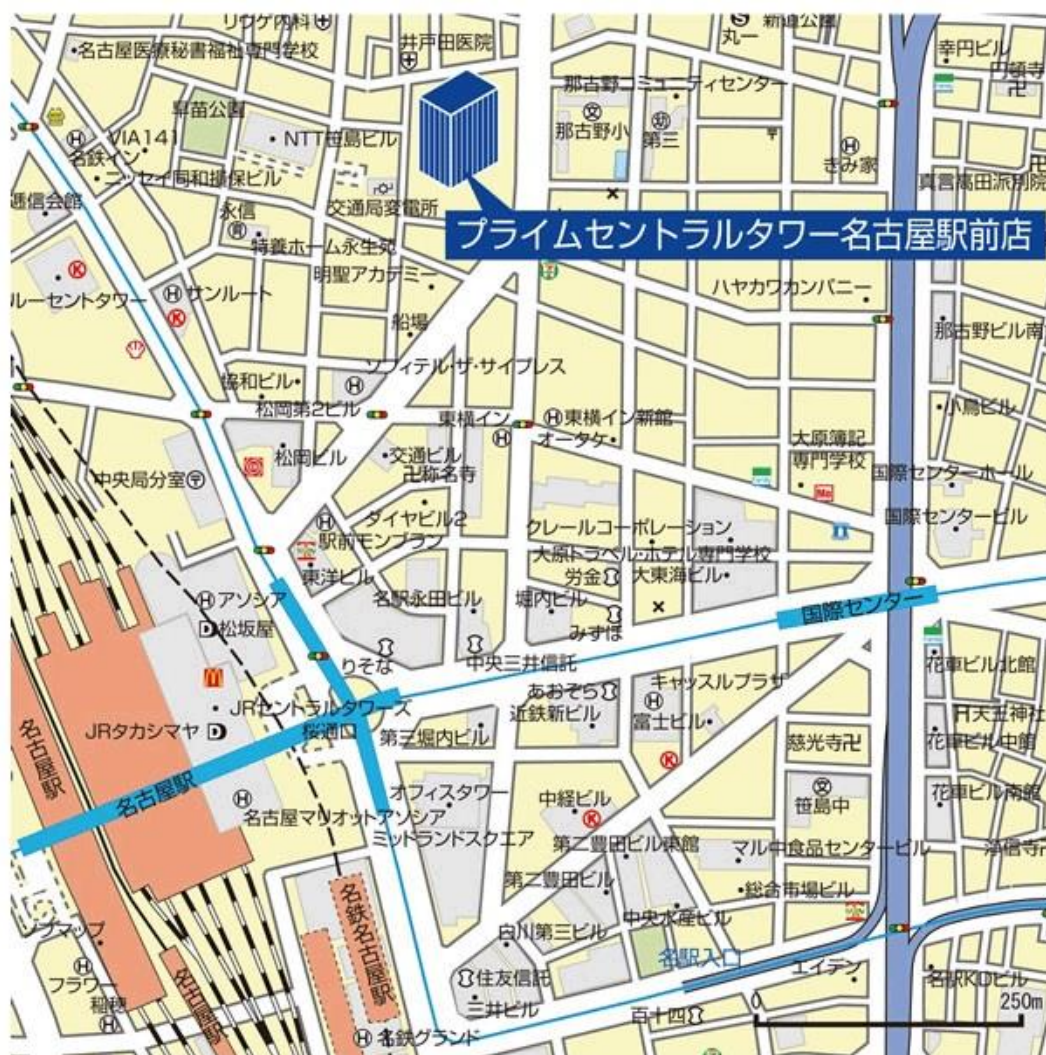 リウゲ内科
丸一
新道公園
名古屋医療秘書福祉専門学校
井戸田医院
幸円ビル
円頓寺
那古野コミュニティセンター
早苗公園
VIA141
NTT笹島ビル
那古野小
第三
きみ家
名鉄イン
ニッセイ同和損保ビル
真言高田派別院
逓信会館
交通局変電所
永信
プライムセントラルタワー名古屋駅前店
特養ホーム永生苑
明聖アカデミー
ハヤカワカンパニー
ルーセントタワー
サンルート
船場
那古野ビル南
ソフィテル・ザ・サイプレス
協和ビル
松岡第2ビル
東横イン
東横イン新館
小鳥ビル
オータケ
大原簿記
専門学校
松岡ビル
交通ビル
卍称名寺
中央局分室
国際センターホール
ダイヤビル2
国際センタービル
駅前モンブラン
クレールコーポレーション
大原トラベル・ホテル専門学校
東洋ビル
労金
大東海ビル
アソシア
名駅永田ビル
堀内ビル
国際センター
松坂屋
みずほ
りそな
中央三井信託
花車ビル北館
キャッスルプラザ
あおぞら
JRセントラルタワーズ
近鉄新ビル
富士ビル
天王神社
JRタカシマヤ
桜通口
第三堀内ビル
慈光寺卍
花車ビル中館
名古屋駅
名古屋駅
オフィスタワー
中経ビル
笹島中
花車ビル南館
名古屋マリオットアソシア
ミッドランドスクエア
第二豊田ビル東館
マル中食品センタービル
第二豊田ビル
総合市場ビル
名鉄名古屋駅
中央水産ビル
白川第三ビル
名駅入口
ソフマップ
名古屋駅
住友信託
エイデン
名駅KDビル
フラワー
稲穂
三井ビル
百十四
0
250m
名鉄グランド